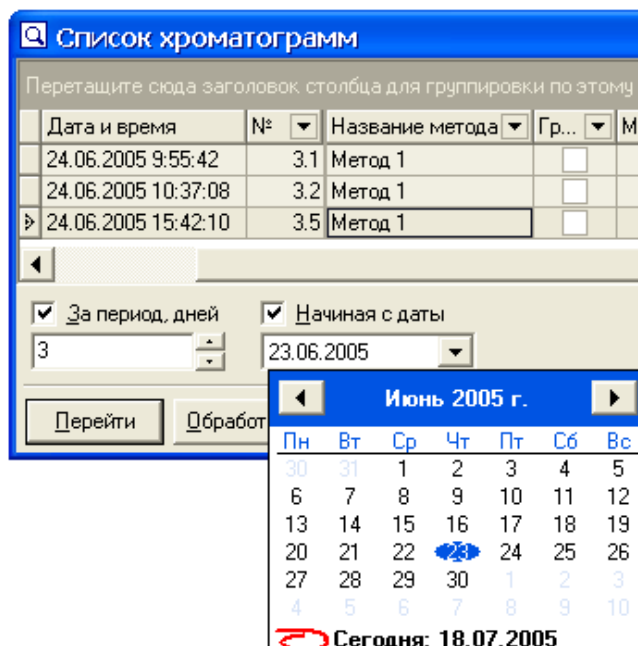 Список хроматограмм
Перетащите сюда заголовок столбца для группировки по этому
Дата и время № Название метода Гр... М
24.06.2005 9:55:42 3.1 Метод 1
24.06.2005 10:37:08 3.2 Метод 1
24.06.2005 15:42:10 3.5 Метод 1
За период, дней Начиная с даты
3 23.06.2005
Перейти Обработ
Июнь 2005 г.
Пн Вт Ср Чт Пт Сб Вс
30 31 1 2 3 4 5
6 7 8 9 10 11 12
13 14 15 16 17 18 19
20 21 22 23 24 25 26
27 28 29 30 1 2 3
4 5 6 7 8 9 10
Сегодня: 18.07.2005